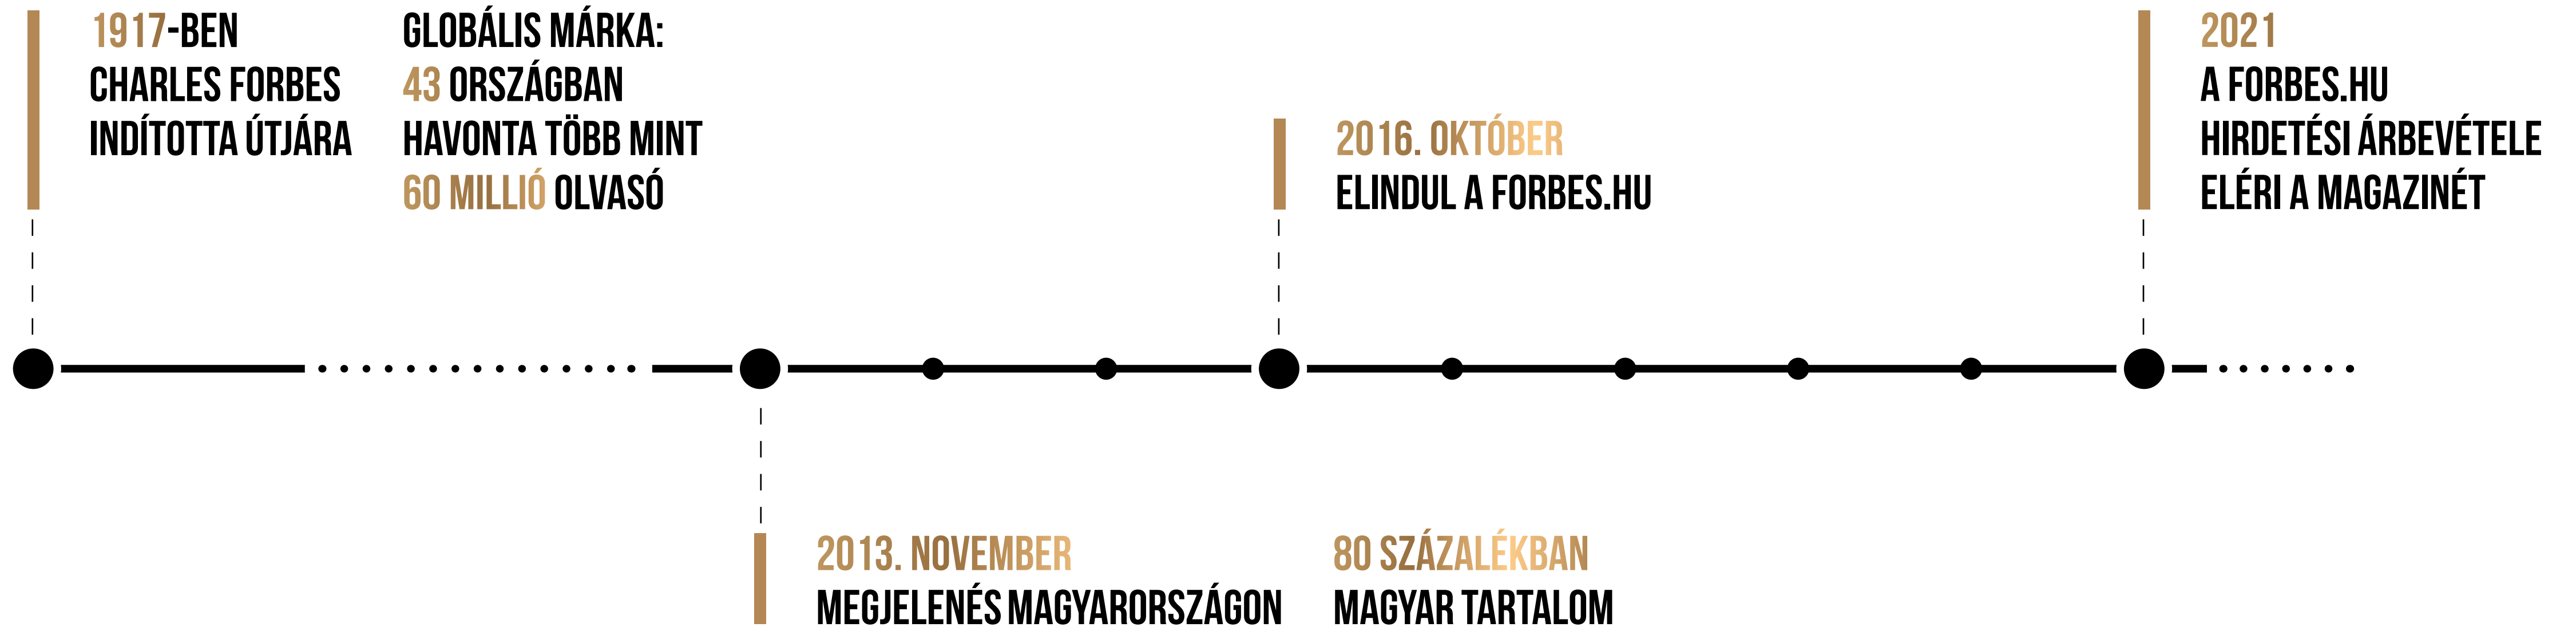 1917-BEN
CHARLES FORBES
INDÍTOTTA ÚTJÁRA
GLOBÁLIS MÁRKA:
43 ORSZÁGBAN
HAVONTA TÖBB MINT
60 MILLIÓ OLVASÓ
2013. NOVEMBER
MEGJELENÉS MAGYARORSZÁGON
80 SZÁZALÉKBAN
MAGYAR TARTALOM
2016. OKTÓBER
ELINDUL A FORBES.HU
2021
A FORBES.HU
HIRDETÉSI ÁRBEVÉTELE
ELÉRI A MAGAZINÉT